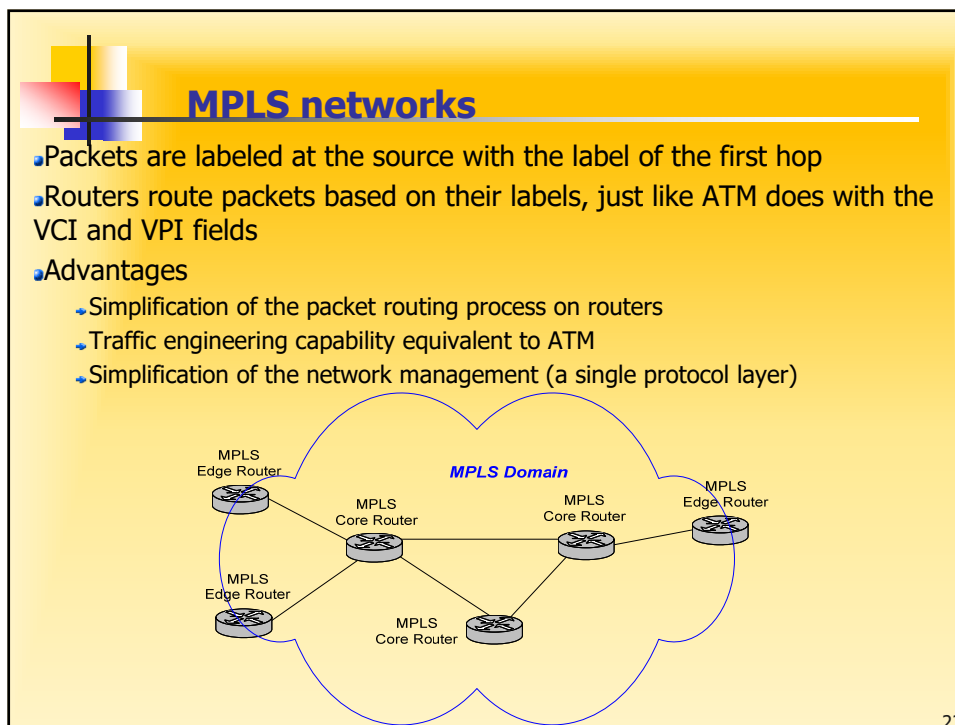 MPLS networks
Packets are labeled at the source with the label of the first hop
Routers route packets based on their labels, just like ATM does with the
VCI and VPI fields
Advantages
Simplification of the packet routing process on routers
Traffic engineering capability equivalent to ATM
Simplification of the network management (a single protocol layer)
MPLS
Edge Router
MPLS Domain
MPLS
Edge Router
MPLS
Core Router
MPLS
Core Router
MPLS
Edge Router
MPLS
Core Router